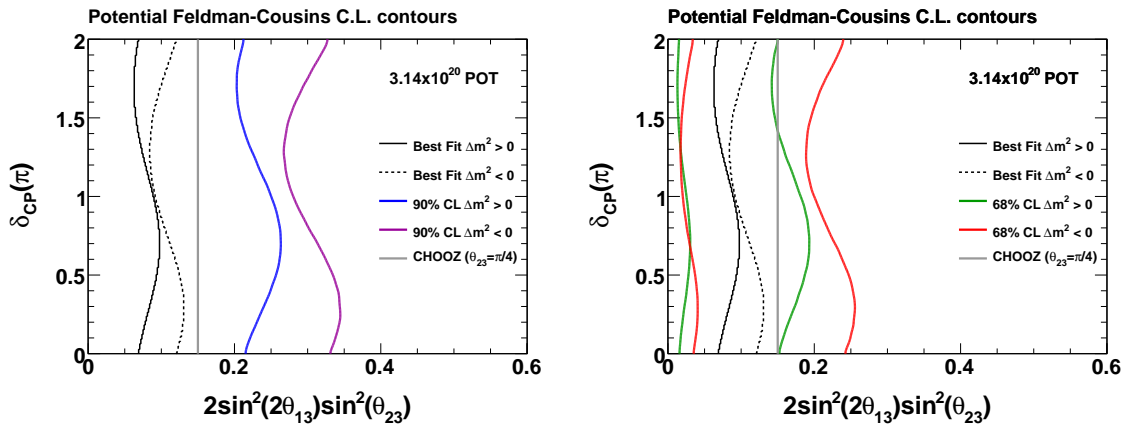 Potential Feldman-Cousins C.L. contours
3.14x10²⁰ POT
Best Fit Δm² > 0
Best Fit Δm² < 0
90% CL Δm² > 0
90% CL Δm² < 0
CHOOZ (θ₂₃=π/4)
δCP(π)
2
1.5
1
0.5
0
0 0.2 0.4 0.6
2sin²(2θ₁₃)sin²(θ₂₃)
Potential Feldman-Cousins C.L. contours
3.14x10²⁰ POT
Best Fit Δm² > 0
Best Fit Δm² < 0
68% CL Δm² > 0
68% CL Δm² < 0
CHOOZ (θ₂₃=π/4)
δCP(π)
2
1.5
1
0.5
0
0 0.2 0.4 0.6
2sin²(2θ₁₃)sin²(θ₂₃)